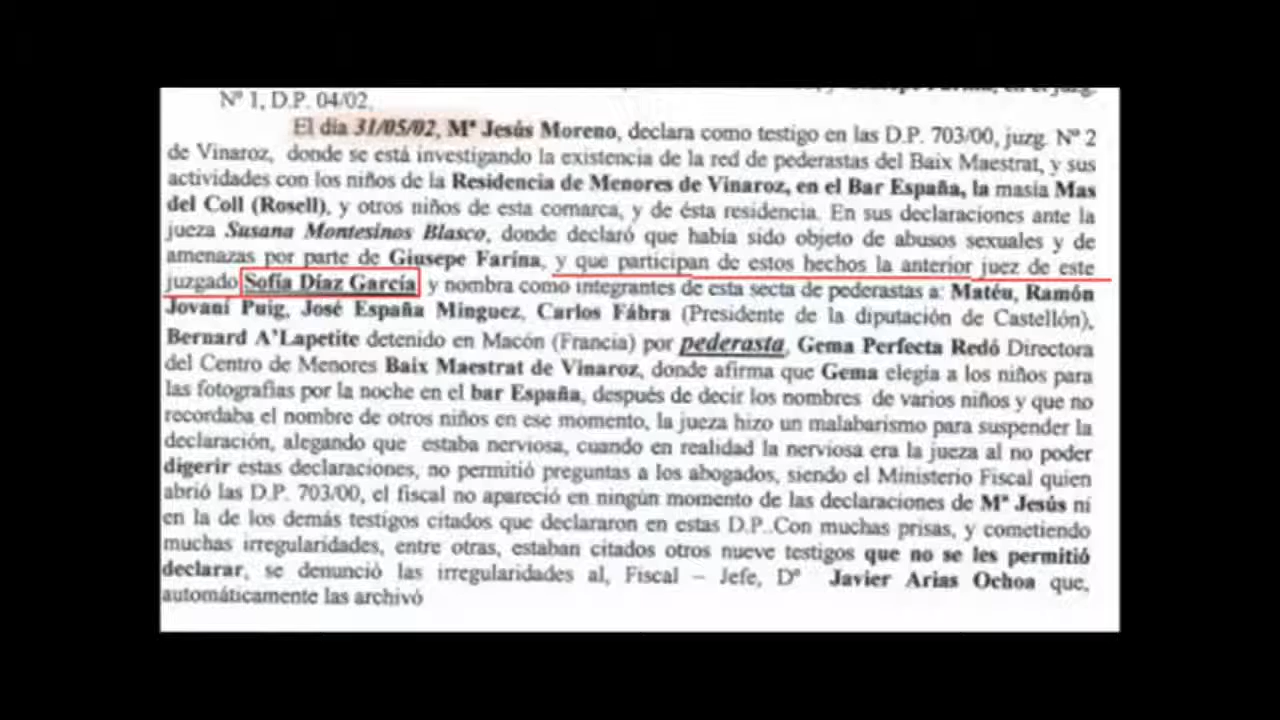 Nº 1, D.P. 04/02.
El día 31/05/02, Mª Jesús Moreno, declara como testigo en las D.P. 703/00, juzg. Nº 2
de Vinaroz, donde se está investigando la existencia de la red de pederastas del Baix Maestrat, y sus
actividades con los niños de la Residencia de Menores de Vinaroz, en el Bar España, la masía Mas
del Coll (Rosell), y otros niños de esta comarca, y de ésta residencia. En sus declaraciones ante la
jueza Susana Montesinos Blasco, donde declaró que había sido objeto de abusos sexuales y de
amenazas por parte de Giusepe Farina, y que participan de estos hechos la anterior juez de este
juzgado Sofía Díaz García y nombra como integrantes de esta secta de pederastas a: Matéu, Ramón
Jovaní Puig, José España Minguez, Carlos Fábra (Presidente de la diputación de Castellón),
Bernard A'Lapetite detenido en Macón (Francia) por pederasta, Gema Perfecta Redó Directora
del Centro de Menores Baix Maestrat de Vinaroz, donde afirma que Gema elegía a los niños para
las fotografías por la noche en el bar España, después de decir los nombres de varios niños y que no
recordaba el nombre de otros niños en ese momento, la jueza hizo un malabarismo para suspender la
declaración, alegando que estaba nerviosa, cuando en realidad la nerviosa era la jueza al no poder
digerir estas declaraciones, no permitió preguntas a los abogados, siendo el Ministerio Fiscal quien
abrió las D.P. 703/00, el fiscal no apareció en ningún momento de las declaraciones de Mª Jesús ni
en la de los demás testigos citados que declararon en estas D.P..Con muchas prisas, y cometiendo
muchas irregularidades, entre otras, estaban citados otros nueve testigos que no se les permitió
declarar, se denunció las irregularidades al, Fiscal – Jefe, Dº Javier Arias Ochoa que,
automáticamente las archivó